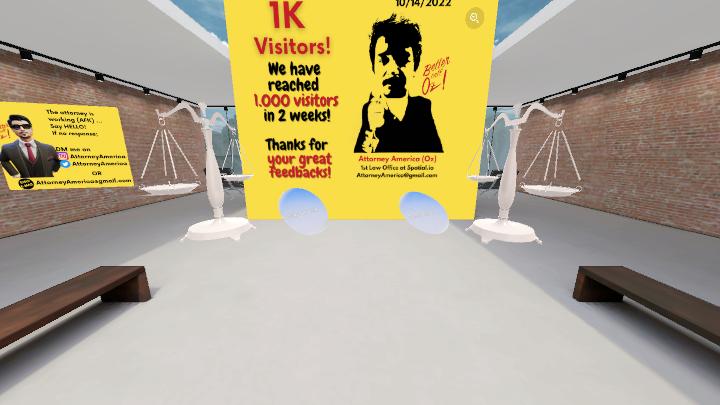 10/14/2022
1K
Visitors!
We have
reached
1.000 visitors
in 2 weeks!
Thanks for
your great
feedbacks!
Better
call
Oz!
Attorney America (Oz)
1st Law Office at Spatial.io
AttorneyAmerica@gmail.com
The attorney is
working (AFK) ...
Say HELLO!
If no response:
DM me on
AttorneyAmerica
AttorneyAmerica
OR
AttorneyAmerica@gmail.com